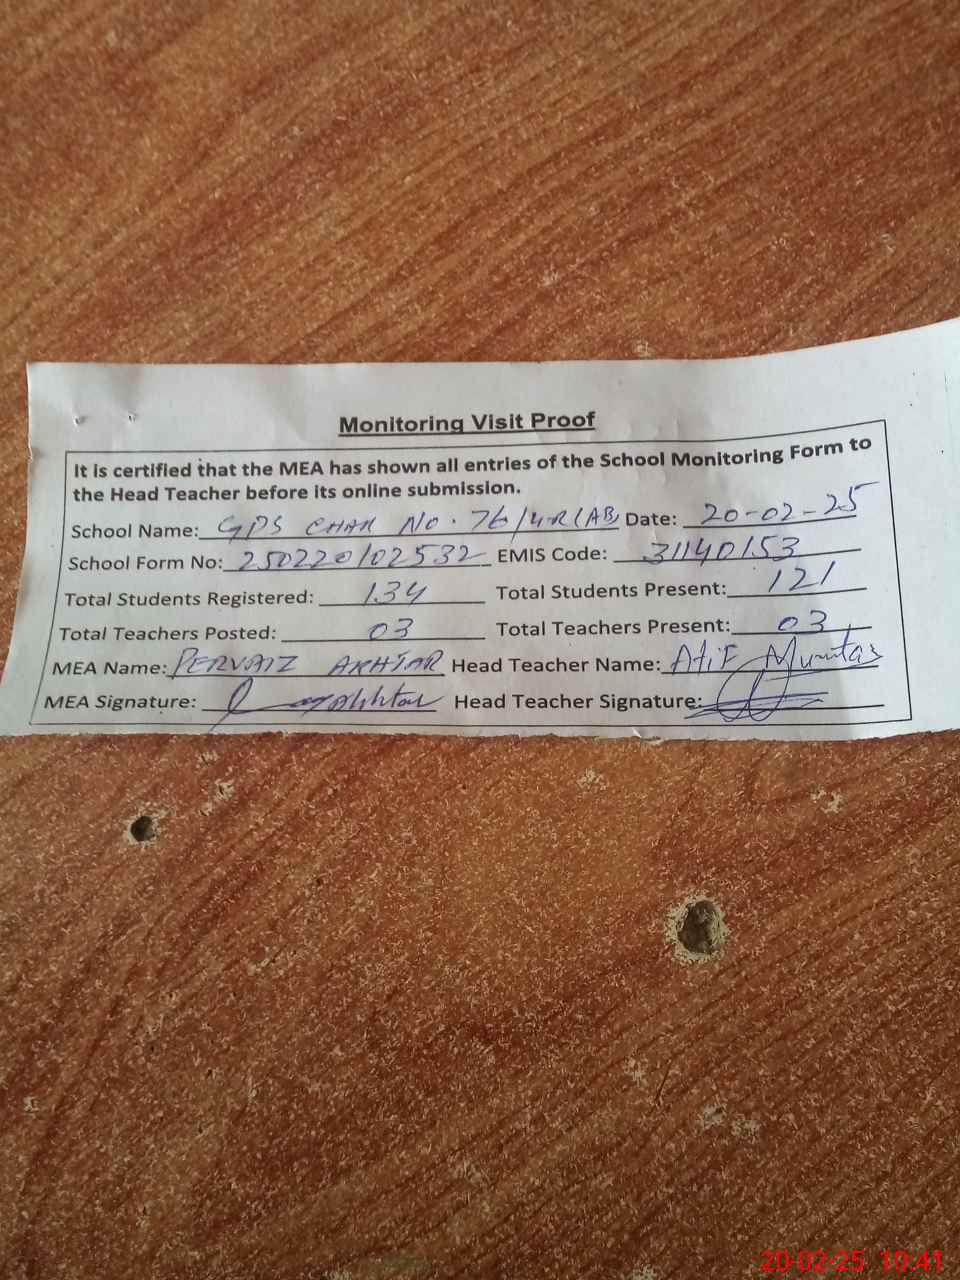 Monitoring Visit Proof
It is certified that the MEA has shown all entries of the School Monitoring Form to
the Head Teacher before its online submission.
School Name: GPS CHAK No. 76/4R(AB) Date: 20-02-25
School Form No: 250220102532 EMIS Code: 31140153
Total Students Registered: 134 Total Students Present: 121
Total Teachers Posted: 03 Total Teachers Present: 03
MEA Name: PERVAIZ AKHTAR Head Teacher Name: Atif Mumtaz
MEA Signature: Head Teacher Signature:
20-02-25 10:41